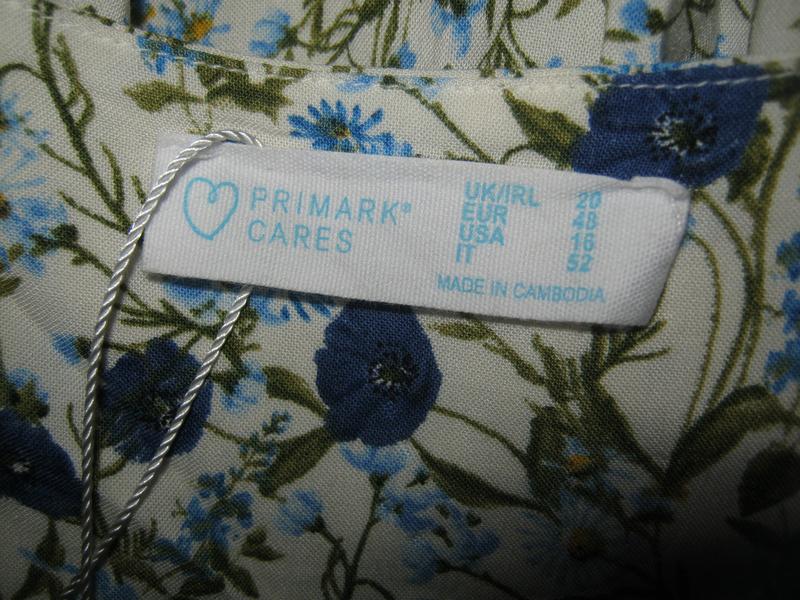 PRIMARK®
CARES
UK/IRL 20
EUR 48
USA 16
IT 52
MADE IN CAMBODIA